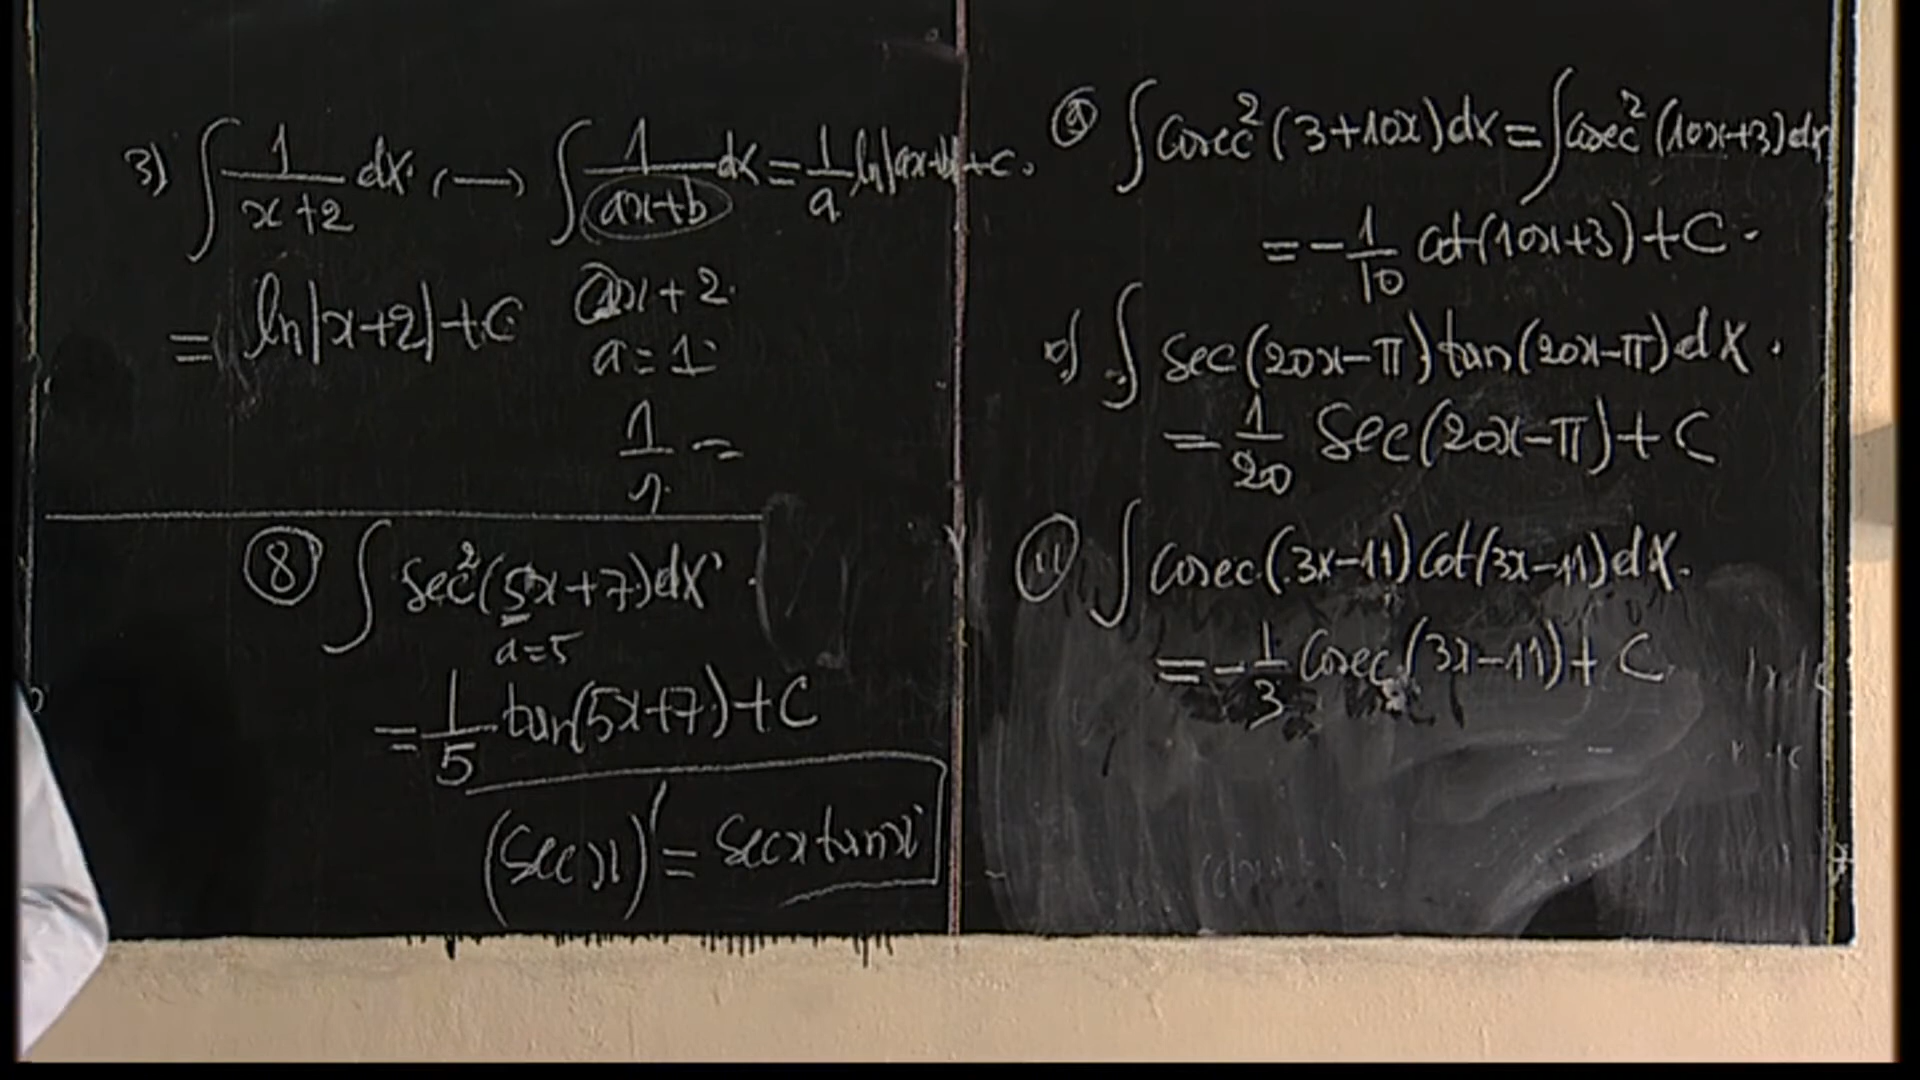 3) ∫ 1/(x+2) dx. (—) ∫ 1/(ax+b) dx = 1/a ln|ax+b|+C.
= ln|x+2|+C
ax+2.
a=1
1/1 =
⑧ ∫ sec²(5x+7)dx
a=5
= 1/5 tan(5x+7)+C
(sec x)' = sec x tan x
⑨ ∫ Cosec²(3+10x)dx = ∫ Cosec²(10x+3)dx
= -1/10 cot(10x+3)+C.
10) ∫ sec(20x-π)tan(20x-π)dx.
= 1/20 sec(20x-π)+C
⑪ ∫ Cosec(3x-11)Cot(3x-11)dx.
= -1/3 Cosec(3x-11)+C